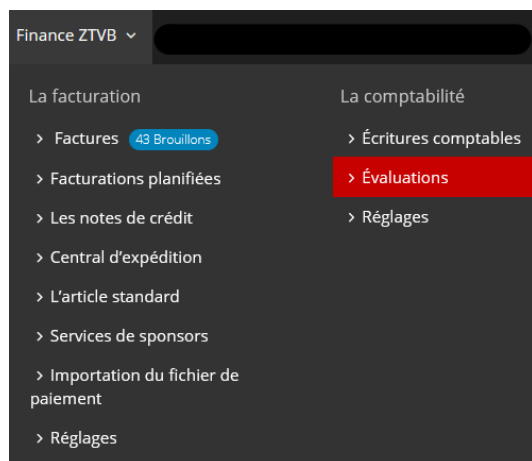 Finance ZTVB
La facturation
Factures 43 Brouillons
Facturations planifiées
Les notes de crédit
Central d'expédition
L'article standard
Services de sponsors
Importation du fichier de
paiement
Réglages
La comptabilité
Écritures comptables
Évaluations
Réglages